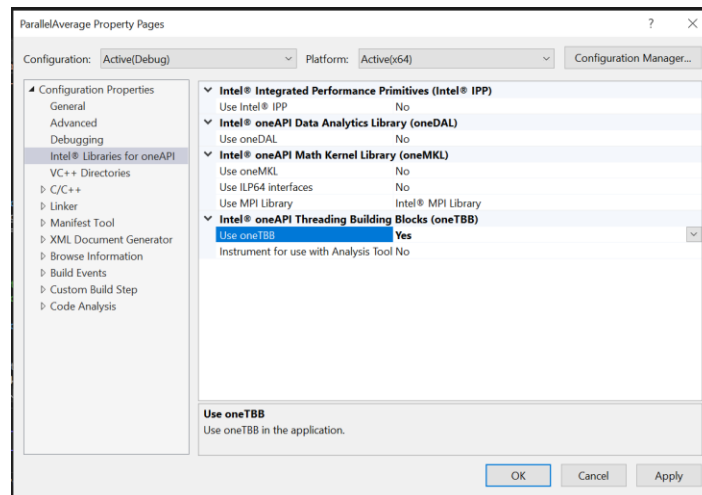 ParallelAverage Property Pages
? ×
Configuration: Active(Debug) Platform: Active(x64) Configuration Manager...
Configuration Properties
General
Advanced
Debugging
Intel® Libraries for oneAPI
VC++ Directories
C/C++
Linker
Manifest Tool
XML Document Generator
Browse Information
Build Events
Custom Build Step
Code Analysis
Intel® Integrated Performance Primitives (Intel® IPP)
Use Intel® IPP No
Intel® oneAPI Data Analytics Library (oneDAL)
Use oneDAL No
Intel® oneAPI Math Kernel Library (oneMKL)
Use oneMKL No
Use ILP64 interfaces No
Use MPI Library Intel® MPI Library
Intel® oneAPI Threading Building Blocks (oneTBB)
Use oneTBB Yes
Instrument for use with Analysis Tool No
Use oneTBB
Use oneTBB in the application.
OK Cancel Apply